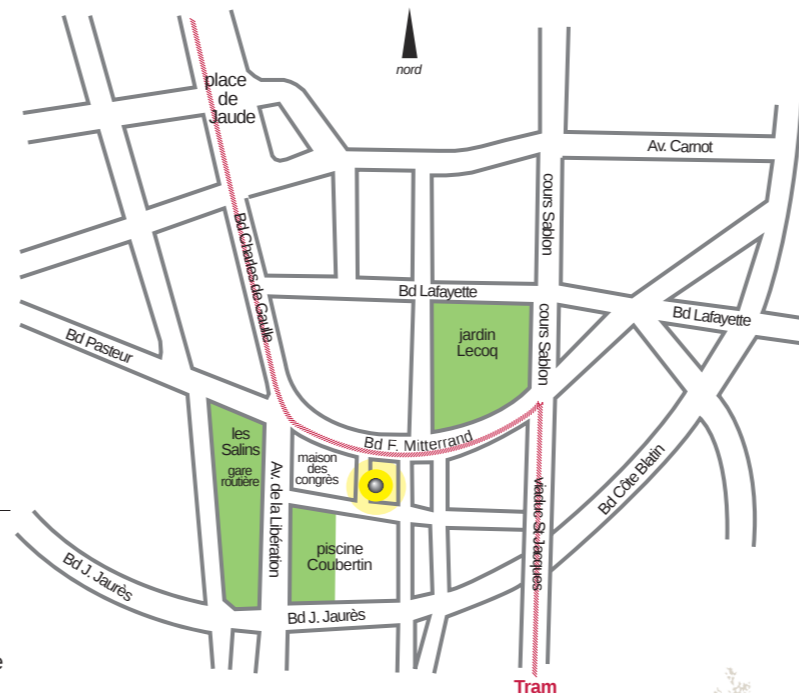 nord
place
de
Jaude
Av. Carnot
cours Sablon
Bd Charles de Gaulle
Bd Lafayette
Bd Lafayette
cours Sablon
Bd Pasteur
jardin
Lecoq
Bd F. Mitterrand
les
Salins
gare
routière
maison
des
congrès
Av. de la Libération
viaduc St Jacques
Bd Côte Blatin
piscine
Coubertin
Bd J. Jaurès
Bd J. Jaurès
e
Tram